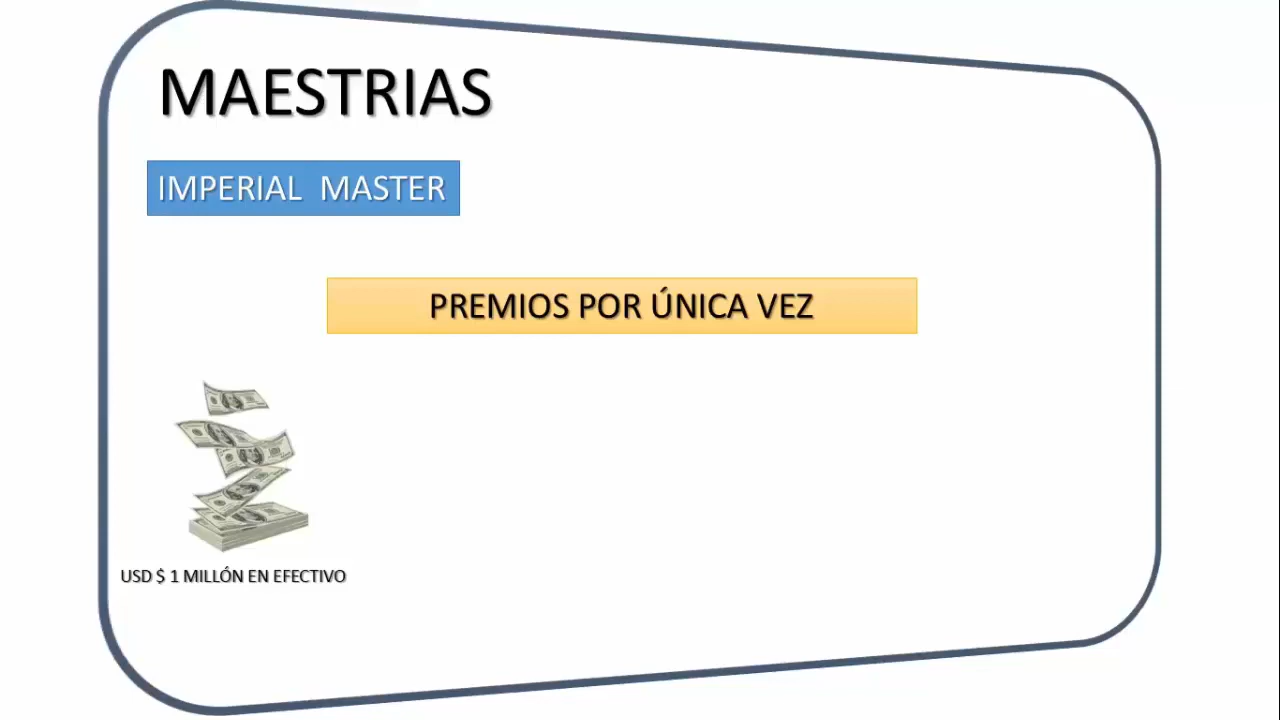 MAESTRIAS
IMPERIAL MASTER
PREMIOS POR ÚNICA VEZ
USD $ 1 MILLÓN EN EFECTIVO